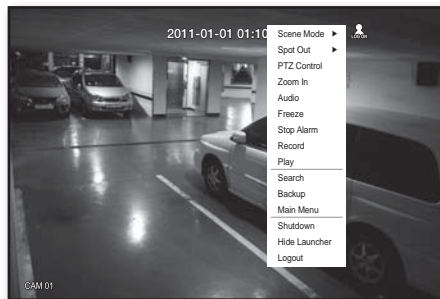 2011-01-01 01:10
LOG ON
Scene Mode
Spot Out
PTZ Control
Zoom In
Audio
Freeze
Stop Alarm
Record
Play
Search
Backup
Main Menu
Shutdown
Hide Launcher
Logout
CAM 01